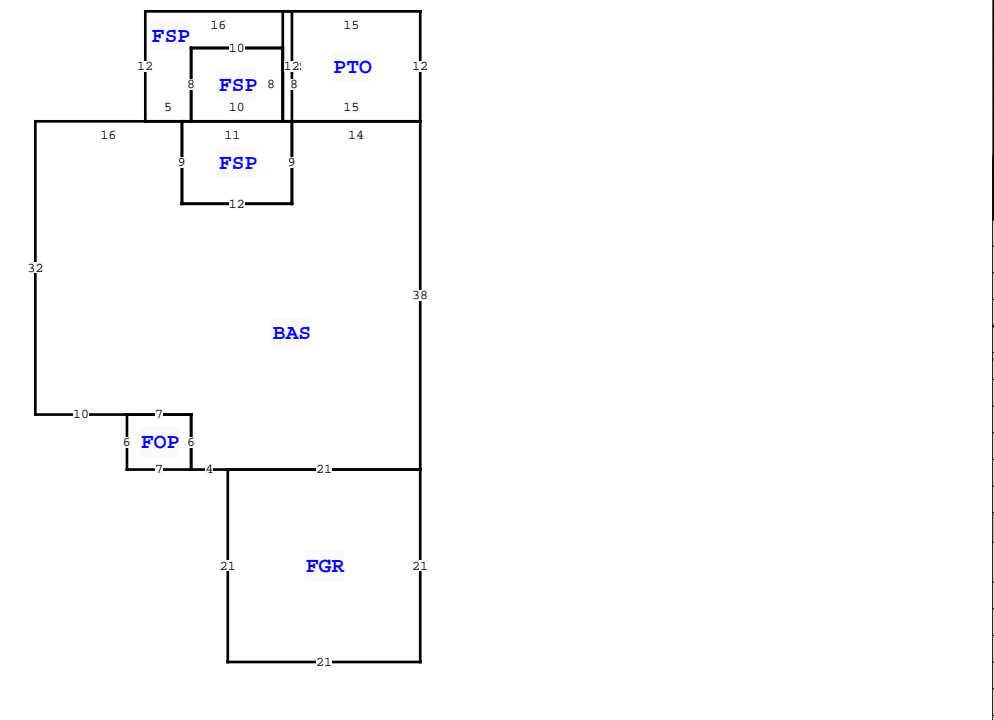 16 15
FSP
10
12 12 PTO 12
8 FSP 8 8
5 10 15
16 11 14
9 FSP 9
12
32
38
BAS
10 7
6 FOP 6
7 4 21
21 FGR 21
21